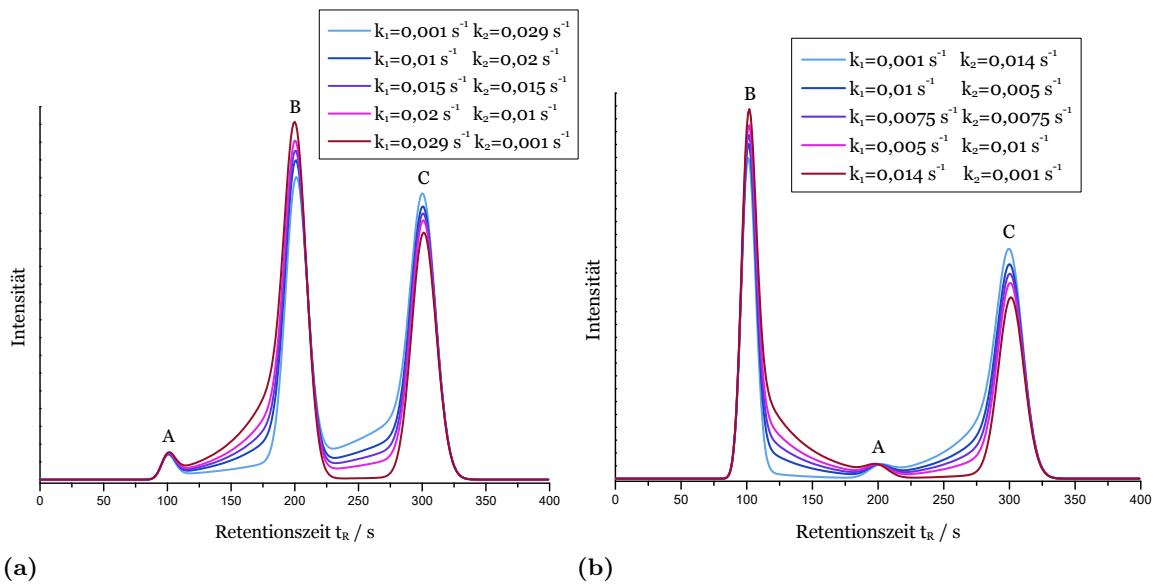 k₁=0,001 s⁻¹ k₂=0,029 s⁻¹
k₁=0,01 s⁻¹ k₂=0,02 s⁻¹
k₁=0,015 s⁻¹ k₂=0,015 s⁻¹
k₁=0,02 s⁻¹ k₂=0,01 s⁻¹
k₁=0,029 s⁻¹ k₂=0,001 s⁻¹
B
C
A
Intensität
0 50 100 150 200 250 300 350 400
Retentionszeit t_R / s
(a)
k₁=0,001 s⁻¹ k₂=0,014 s⁻¹
k₁=0,01 s⁻¹ k₂=0,005 s⁻¹
k₁=0,0075 s⁻¹ k₂=0,0075 s⁻¹
k₁=0,005 s⁻¹ k₂=0,01 s⁻¹
k₁=0,014 s⁻¹ k₂=0,001 s⁻¹
B
C
A
Intensität
0 50 100 150 200 250 300 350 400
Retentionszeit t_R / s
(b)